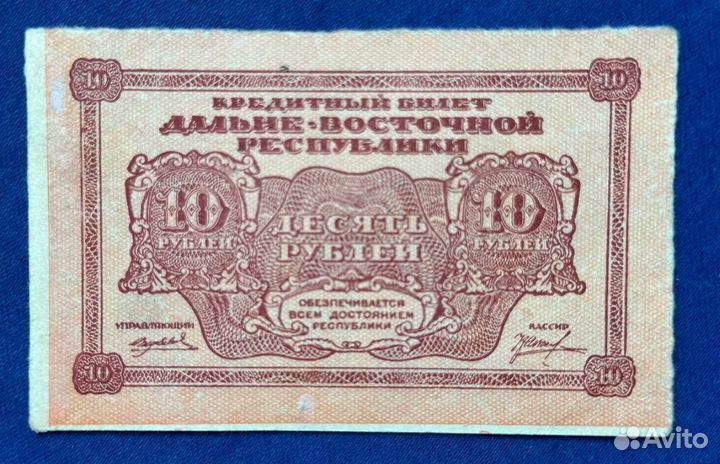 10 10
КРЕДИТНЫЙ БИЛЕТ
ДАЛЬНЕ-ВОСТОЧНОЙ
РЕСПУБЛИКИ
10 РУБЛЕЙ
ДЕСЯТЬ РУБЛЕЙ
10 РУБЛЕЙ
ОБЕСПЕЧИВАЕТСЯ
ВСЕМ ДОСТОЯНИЕМ
РЕСПУБЛИКИ
УПРАВЛЯЮЩИЙ
КАССИР
10 10
Avito